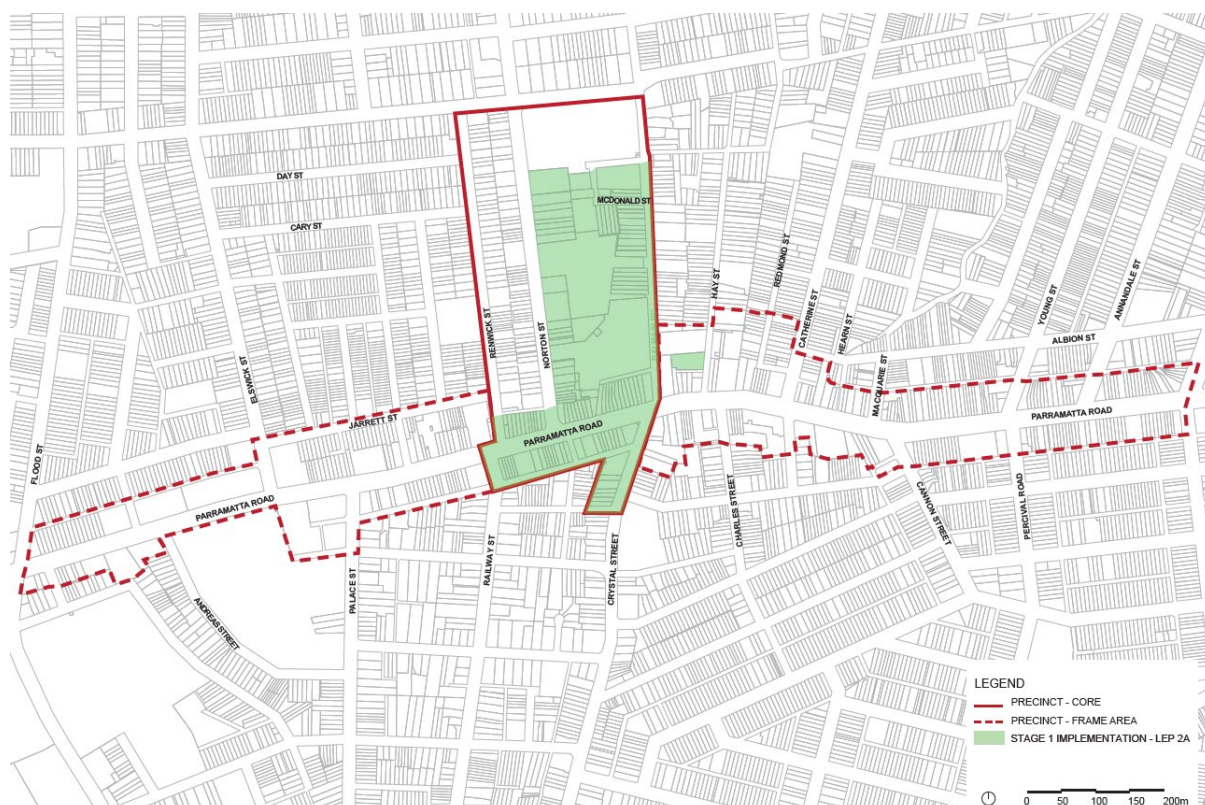 DAY ST
MCDONALD ST
CARY ST
HAY ST
REDMOND ST
CATHERINE ST
HEARN ST
YOUNG ST
ANNANDALE ST
RENWICK ST
NORTON ST
ELSWICK ST
ALBION ST
MACQUARIE ST
JARRETT ST
PARRAMATTA ROAD
PARRAMATTA ROAD
FLOOD ST
PARRAMATTA ROAD
CHARLES STREET
CANNON STREET
PERCIVAL ROAD
RAILWAY ST
CRYSTAL STREET
PALACE ST
ANDREAS STREET
LEGEND
PRECINCT - CORE
PRECINCT - FRAME AREA
STAGE 1 IMPLEMENTATION - LEP 2A
0 50 100 150 200m